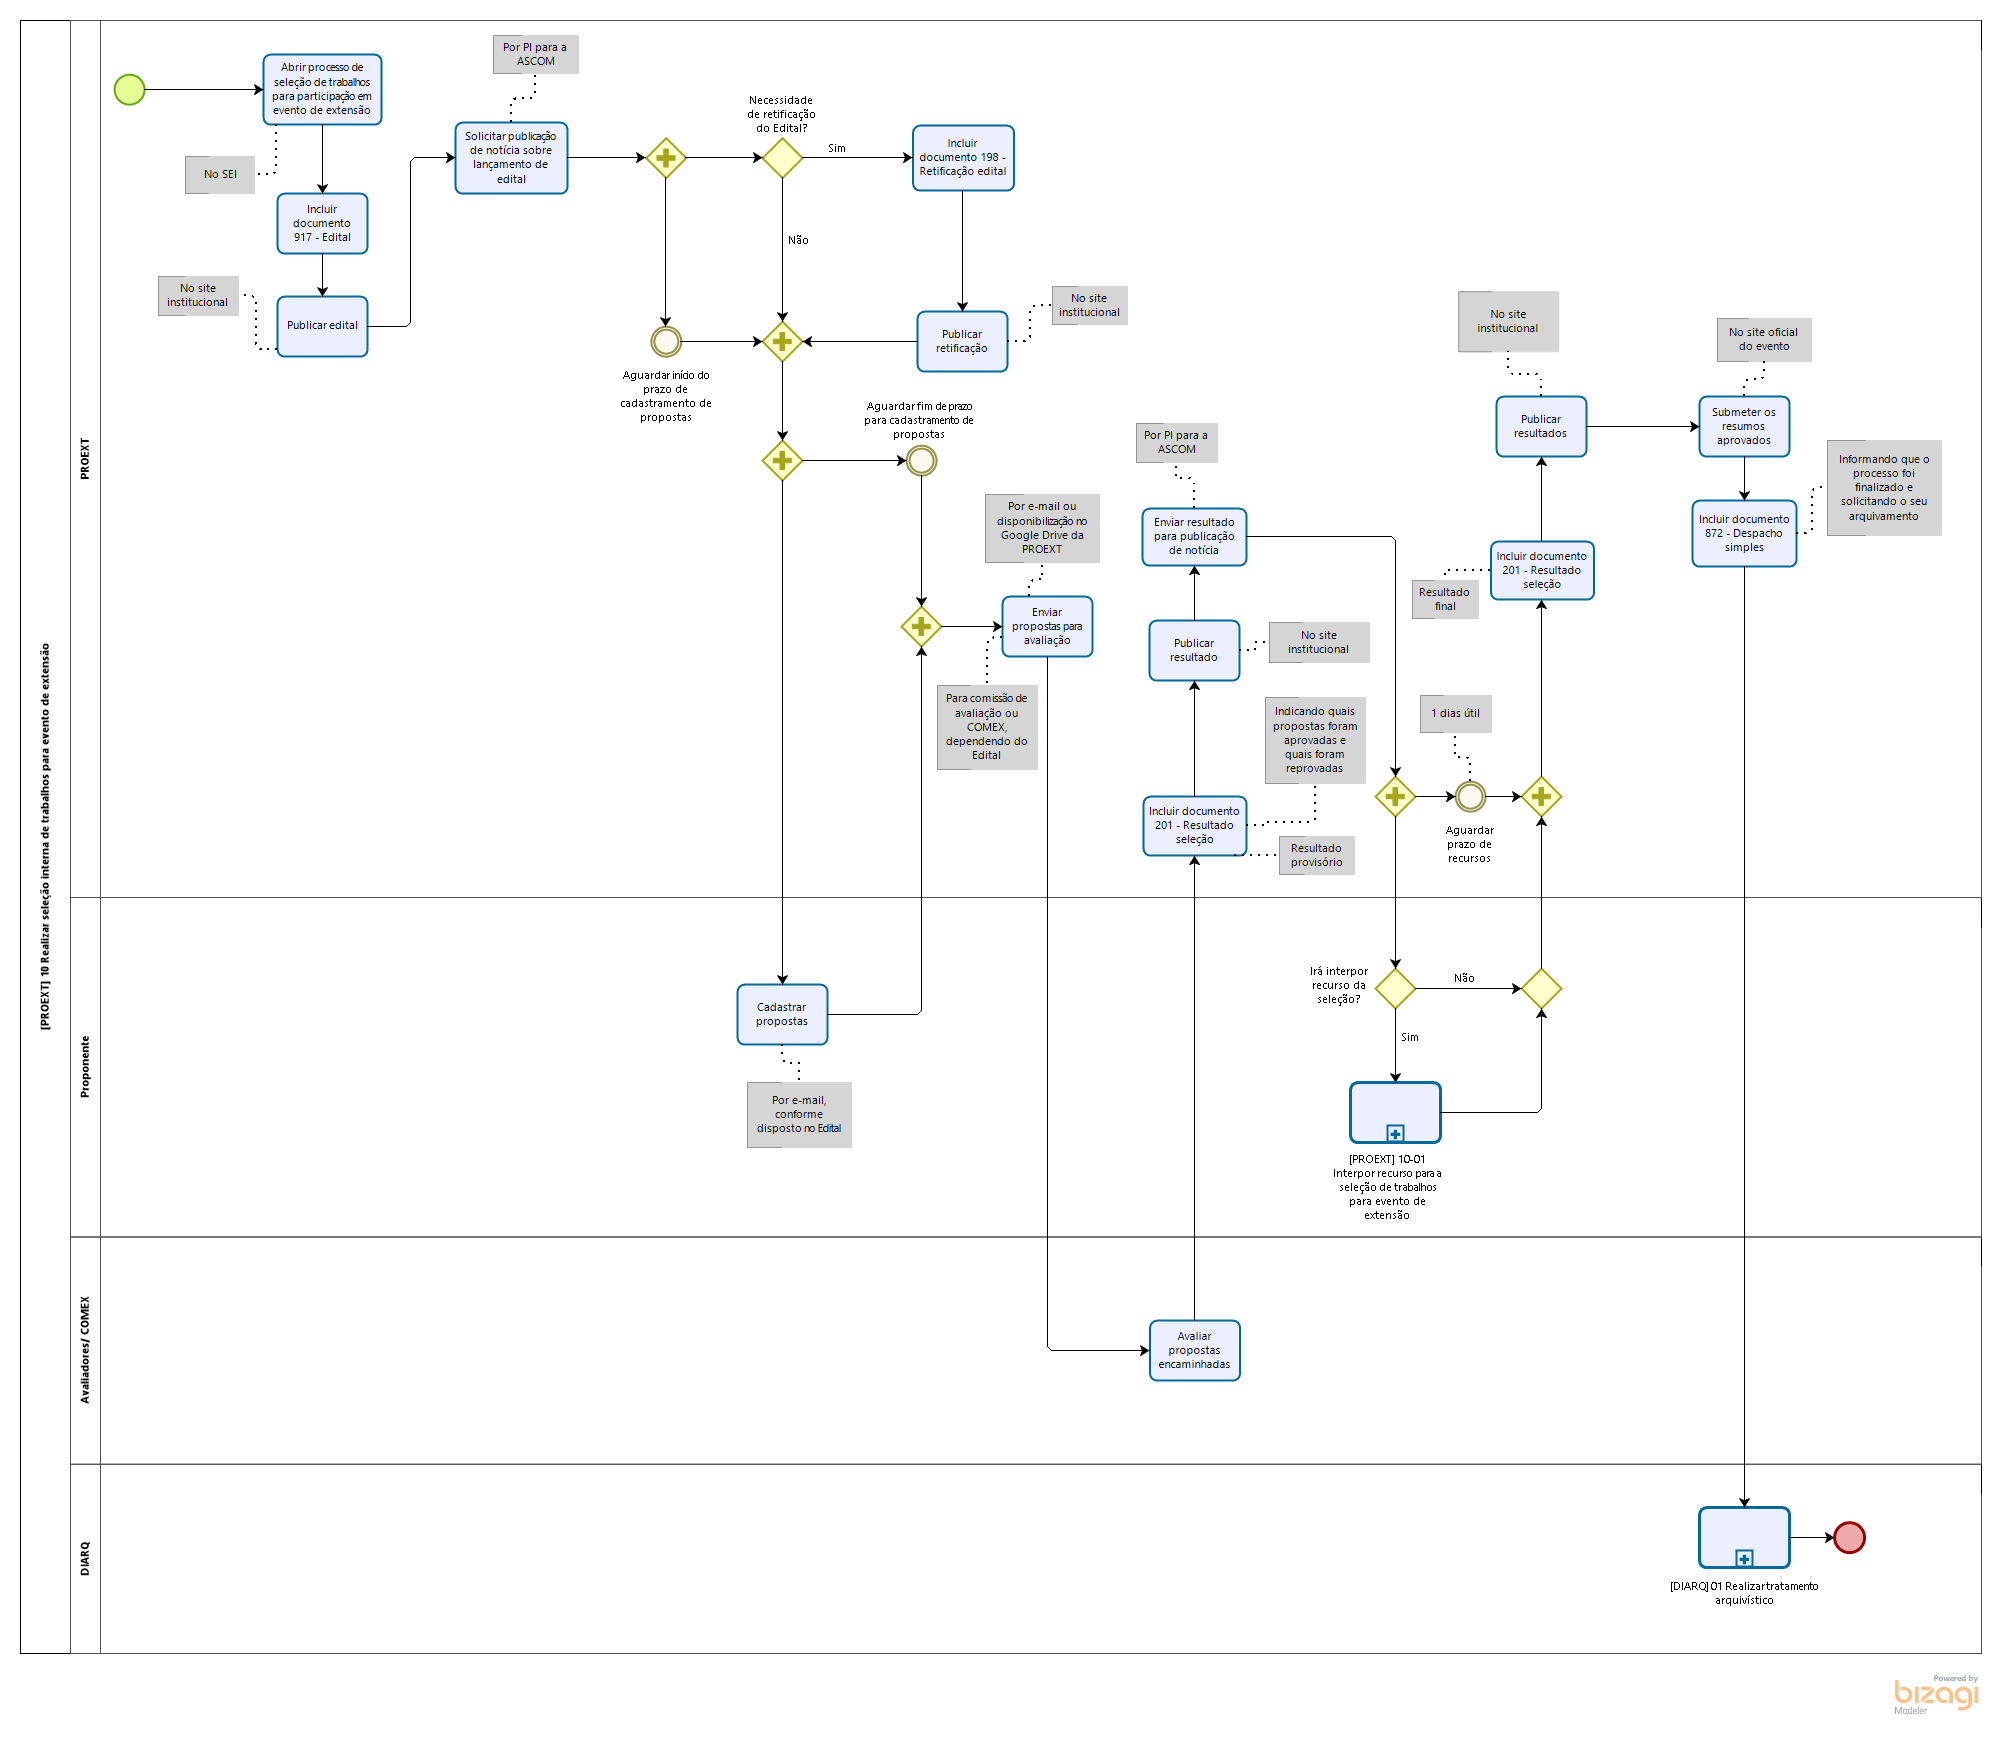 [PROEXT] 10 Realizar seleção interna de trabalhos para evento de extensão
PROEXT
Abrir processo de
seleção de trabalhos
para participação em
evento de extensão
No SEI
Incluir
documento
917 - Edital
No site
institucional
Publicar edital
Por PI para a
ASCOM
Solicitar publicação
de notícia sobre
lançamento de
edital
Necessidade
de retificação
do Edital?
Sim
Não
Incluir
documento 198 -
Retificação edital
No site
institucional
Publicar
retificação
Aguardar início do
prazo de
cadastramento de
propostas
Aguardar fim de prazo
para cadastramento de
propostas
Por e-mail ou
disponibilização no
Google Drive da
PROEXT
Enviar
propostas para
avaliação
Para comissão de
avaliação ou
COMEX,
dependendo do
Edital
Por PI para a
ASCOM
Enviar resultado
para publicação
de notícia
Publicar
resultado
No site
institucional
Indicando quais
propostas foram
aprovadas e
quais foram
reprovadas
Incluir documento
201 - Resultado
seleção
Resultado
provisório
1 dias útil
Aguardar
prazo de
recursos
No site
institucional
Publicar
resultados
Incluir documento
201 - Resultado
seleção
Resultado
final
No site oficial
do evento
Submeter os
resumos
aprovados
Informando que o
processo foi
finalizado e
solicitando o seu
arquivamento
Incluir documento
872 - Despacho
simples
Proponente
Cadastrar
propostas
Por e-mail,
conforme
disposto no Edital
Irá interpor
recurso da
seleção?
Não
Sim
[PROEXT] 10-01
Interpor recurso para a
seleção de trabalhos
para evento de
extensão
Avaliadores/ COMEX
Avaliar
propostas
encaminhadas
DIARQ
[DIARQ] 01 Realizar tratamento
arquivístico
Powered by
bizagi
Modeler